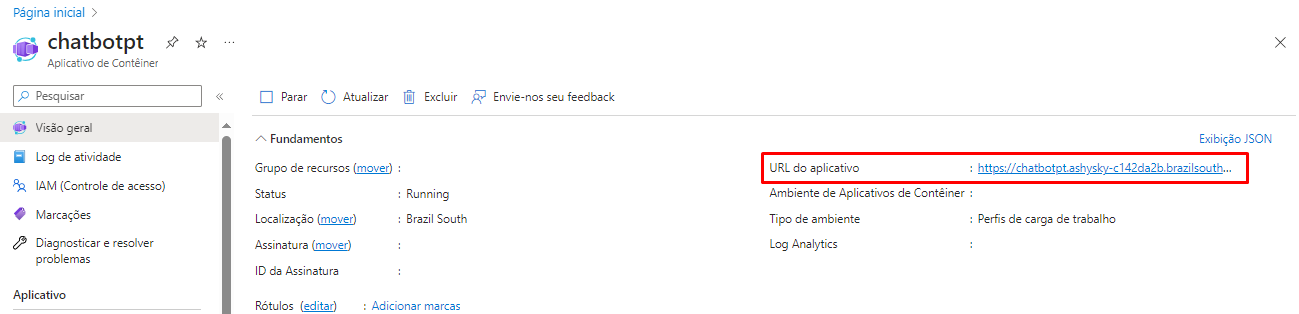 Página inicial >
chatbotpt ...
Aplicativo de Contêiner
Pesquisar «
Parar Atualizar Excluir Envie-nos seu feedback
Visão geral
Log de atividade
IAM (Controle de acesso)
Marcações
Diagnosticar e resolver
problemas
Aplicativo
Fundamentos
Exibição JSON
Grupo de recursos (mover) :
Status : Running
Localização (mover) : Brazil South
Assinatura (mover) :
ID da Assinatura :
Rótulos (editar) : Adicionar marcas
URL do aplicativo : https://chatbotpt.ashysky-c142da2b.brazilsouth...
Ambiente de Aplicativos de Contêiner :
Tipo de ambiente : Perfis de carga de trabalho
Log Analytics :